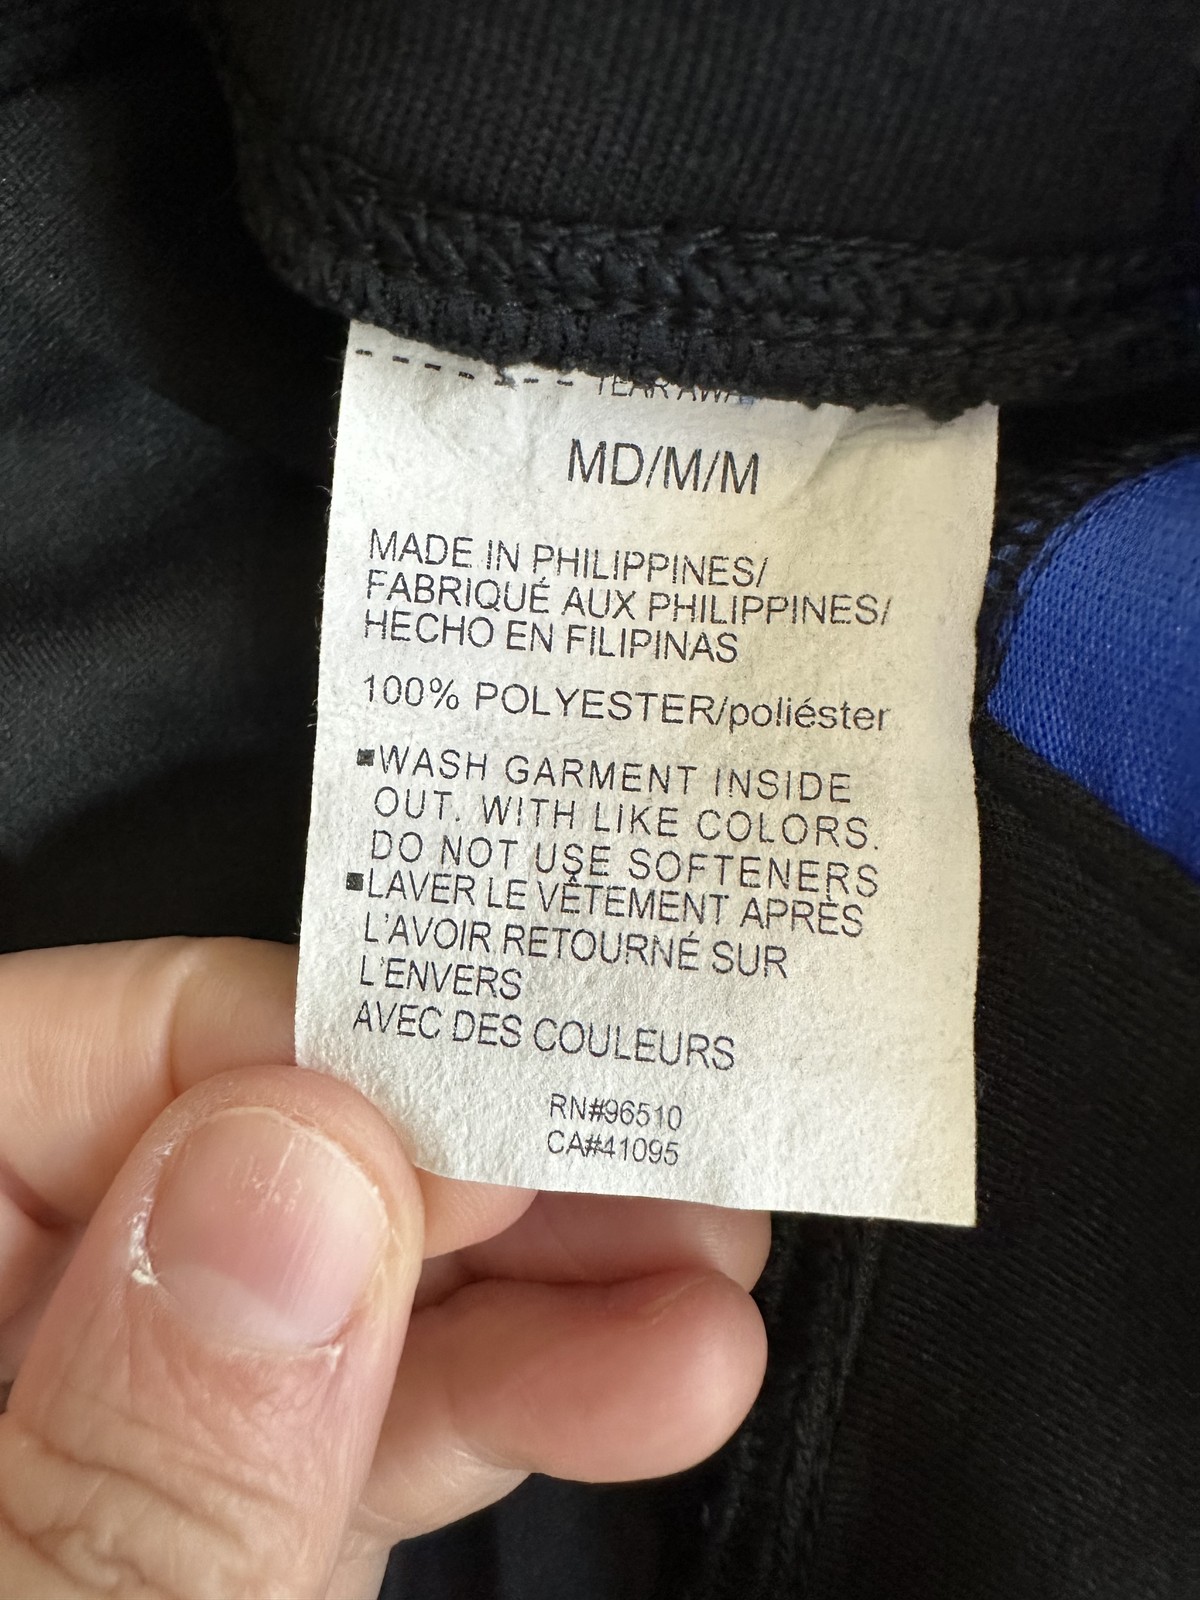 TEAR AWA
MD/M/M
MADE IN PHILIPPINES/
FABRIQUÉ AUX PHILIPPINES/
HECHO EN FILIPINAS
100% POLYESTER/poliéster
▪WASH GARMENT INSIDE
OUT. WITH LIKE COLORS.
DO NOT USE SOFTENERS
▪LAVER LE VÊTEMENT APRÈS
L'AVOIR RETOURNÉ SUR
L'ENVERS
AVEC DES COULEURS
RN#96510
CA#41095